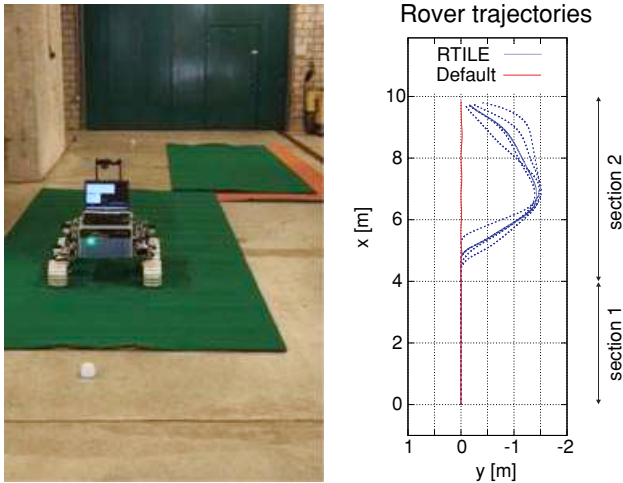 Rover trajectories
RTILE
Default
10
8
6
4
2
0
x [m]
section 2
section 1
1 0 -1 -2
y [m]